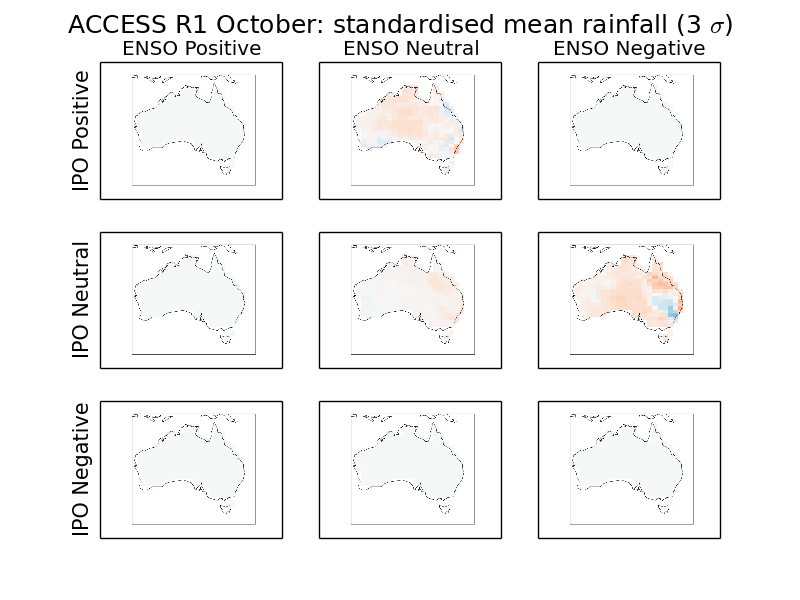 ACCESS R1 October: standardised mean rainfall (3 σ)
ENSO Positive ENSO Neutral ENSO Negative
IPO Positive
IPO Neutral
IPO Negative